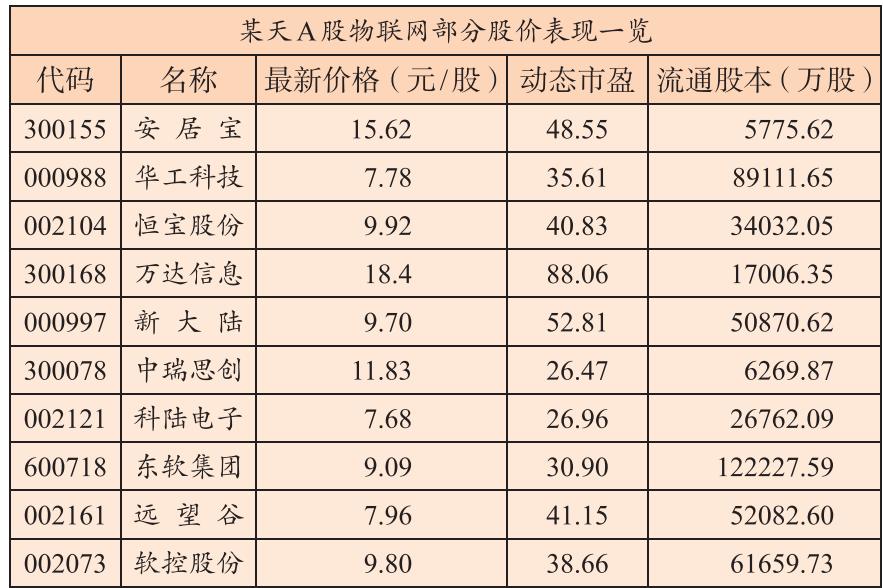 某天A股物联网部分股价表现一览
代码 名称 最新价格（元/股） 动态市盈 流通股本（万股）
300155 安居宝 15.62 48.55 5775.62
000988 华工科技 7.78 35.61 89111.65
002104 恒宝股份 9.92 40.83 34032.05
300168 万达信息 18.4 88.06 17006.35
000997 新大陆 9.70 52.81 50870.62
300078 中瑞思创 11.83 26.47 6269.87
002121 科陆电子 7.68 26.96 26762.09
600718 东软集团 9.09 30.90 122227.59
002161 远望谷 7.96 41.15 52082.60
002073 软控股份 9.80 38.66 61659.73